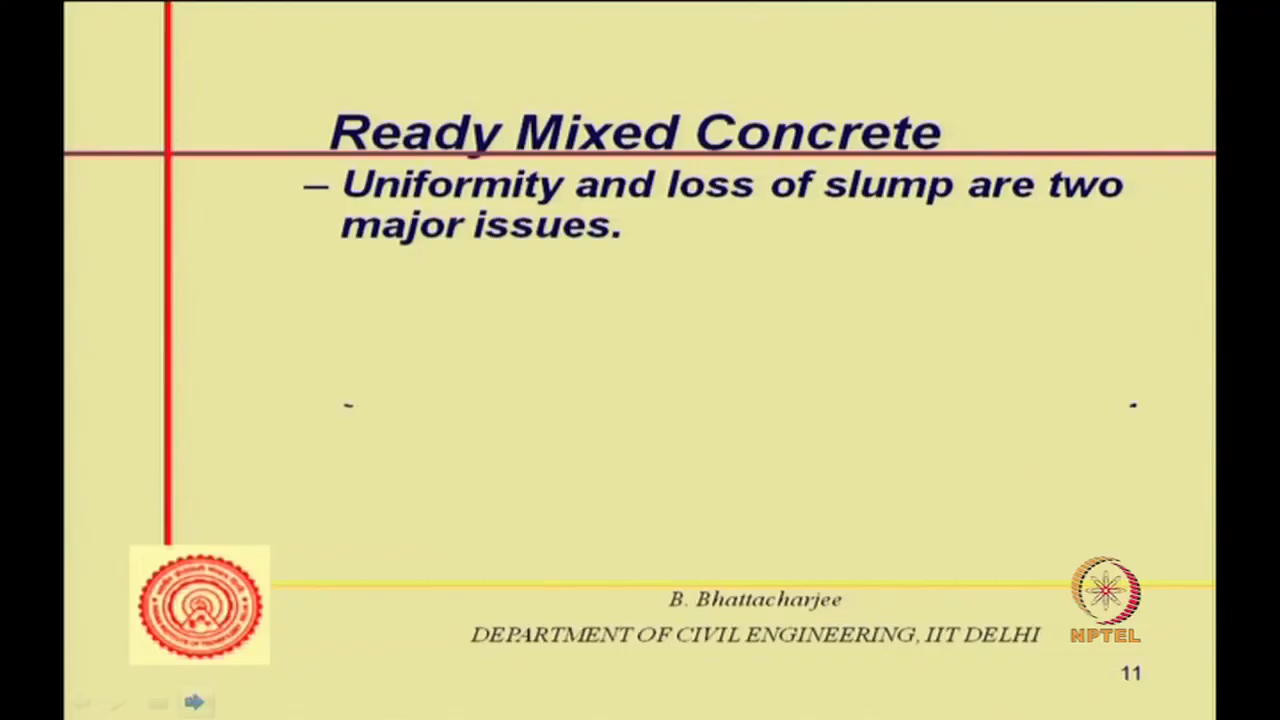 Ready Mixed Concrete
– Uniformity and loss of slump are two
major issues.
B. Bhattacharjee
DEPARTMENT OF CIVIL ENGINEERING, IIT DELHI
NPTEL
11